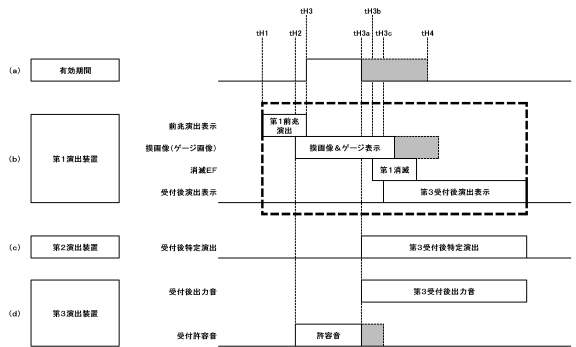 tH3
tH3b
tH1
tH2
tH3a
tH3c
tH4
(a)
有効期間
(b)
第1演出装置
前兆演出表示
第1前兆
演出
操画像(ゲージ画像)
操画像＆ゲージ表示
消滅EF
第1消滅
受付後演出表示
第3受付後演出表示
(c)
第2演出装置
受付後特定演出
第3受付後特定演出
(d)
第3演出装置
受付後出力音
第3受付後出力音
受付許容音
許容音